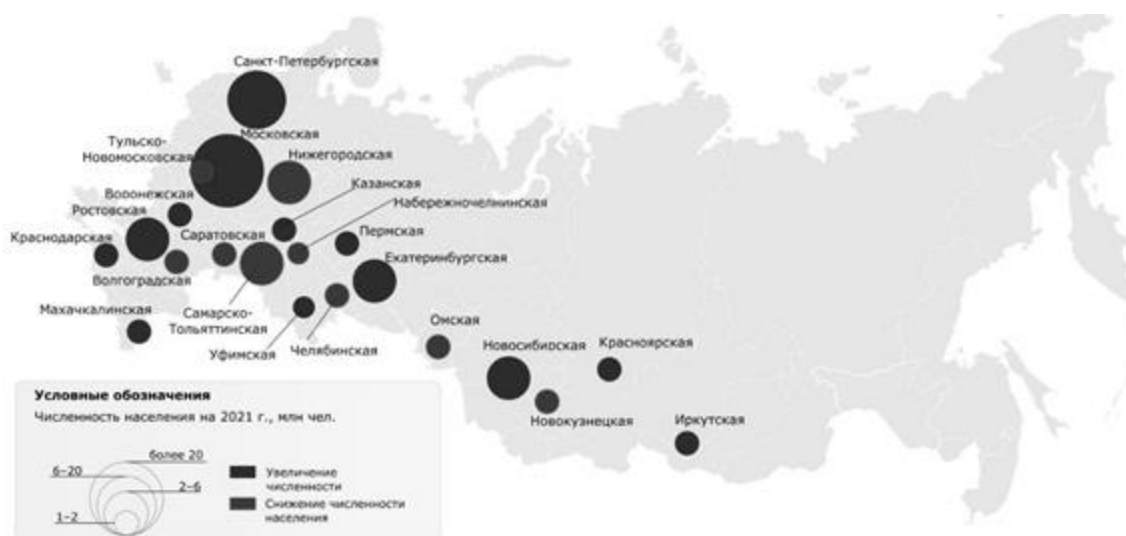 Санкт-Петербургская
Московская
Тульско-
Новомосковская
Нижегородская
Казанская
Воронежская
Набережночелнинская
Ростовская
Краснодарская
Саратовская
Пермская
Екатеринбургская
Волгоградская
Махачкалинская
Самарско-
Тольяттинская
Уфимская
Челябинская
Омская
Новосибирская
Красноярская
Новокузнецкая
Иркутская
Условные обозначения
Численность населения на 2021 г., млн чел.
более 20
6–20
2–6
1–2
Увеличение
численности
Снижение численности
населения